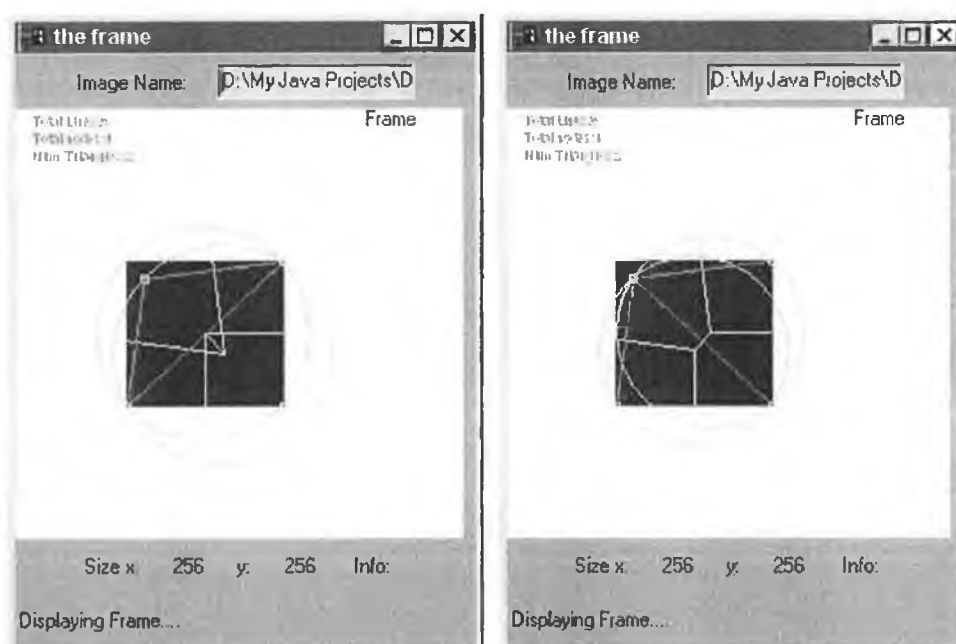 the frame
Image Name: D:\My Java Projects\D
Frame
Size x: 256 y: 256 Info:
Displaying Frame....
the frame
Image Name: D:\My Java Projects\D
Frame
Size x: 256 y: 256 Info:
Displaying Frame....